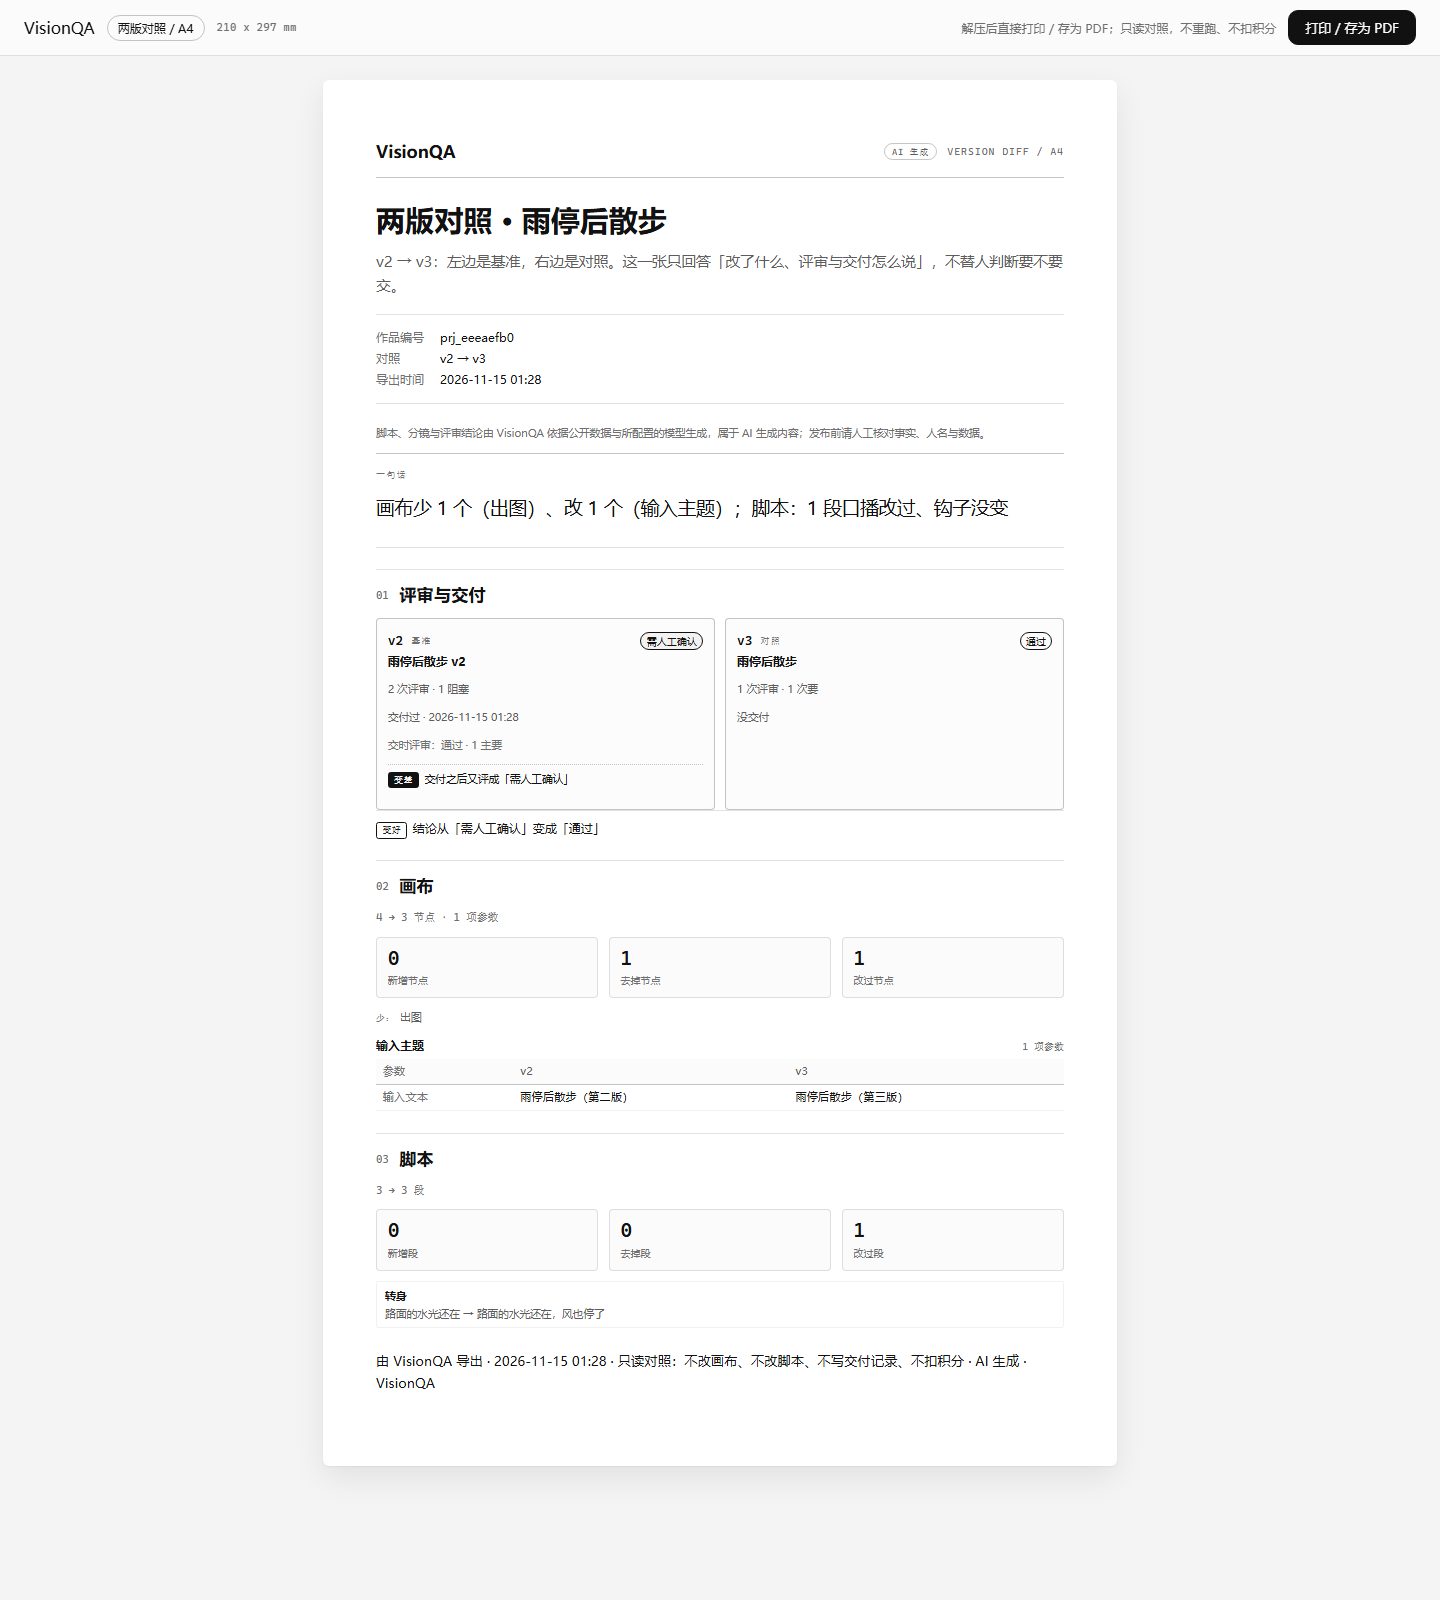 VisionQA 两版对照 / A4 210 x 297 mm 解压后直接打印 / 存为 PDF；只读对照，不重跑、不扣积分 打印 / 存为 PDF
VisionQA AI 生成 VERSION DIFF / A4
两版对照 · 雨停后散步
v2 → v3：左边是基准，右边是对照。这一张只回答「改了什么、评审与交付怎么说」，不替人判断要不要
交。
作品编号 prj_eeeaefb0
对照 v2 → v3
导出时间 2026-11-15 01:28
脚本、分镜与评审结论由 VisionQA 依据公开数据与所配置的模型生成，属于 AI 生成内容；发布前请人工核对事实、人名与数据。
一句话
画布少 1 个（出图）、改 1 个（输入主题）；脚本：1 段口播改过、钩子没变
01 评审与交付
v2 基准 需人工确认
雨停后散步 v2
2 次评审 · 1 阻塞
交付过 · 2026-11-15 01:28
交时评审：通过 · 1 主要
变差 交付之后又评成「需人工确认」
v3 对照 通过
雨停后散步
1 次评审 · 1 次要
没交付
变好 结论从「需人工确认」变成「通过」
02 画布
4 → 3 节点 · 1 项参数
0 1 1
新增节点 去掉节点 改过节点
少： 出图
输入主题 1 项参数
参数 v2 v3
输入文本 雨停后散步（第二版） 雨停后散步（第三版）
03 脚本
3 → 3 段
0 0 1
新增段 去掉段 改过段
转身
路面的水光还在 → 路面的水光还在，风也停了
由 VisionQA 导出 · 2026-11-15 01:28 · 只读对照：不改画布、不改脚本、不写交付记录、不扣积分 · AI 生成 ·
VisionQA